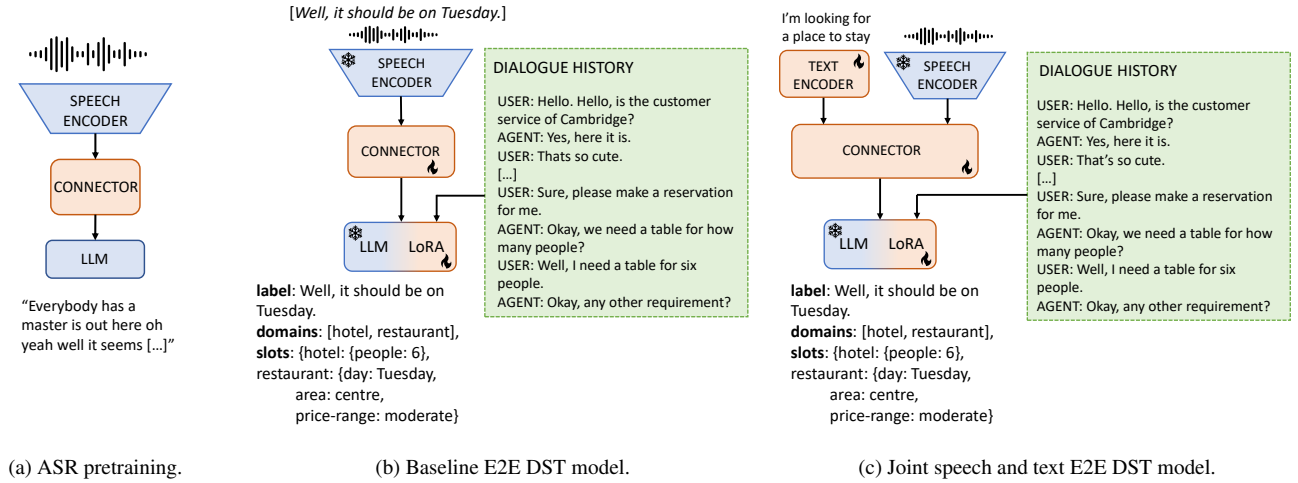 SPEECH
ENCODER
CONNECTOR
LLM
“Everybody has a
master is out here oh
yeah well it seems […]”
(a) ASR pretraining.
[Well, it should be on Tuesday.]
SPEECH
ENCODER
CONNECTOR
LLM LoRA
label: Well, it should be on
Tuesday.
domains: [hotel, restaurant],
slots: {hotel: {people: 6},
restaurant: {day: Tuesday,
area: centre,
price-range: moderate}
DIALOGUE HISTORY
USER: Hello. Hello, is the customer
service of Cambridge?
AGENT: Yes, here it is.
USER: Thats so cute.
[…]
USER: Sure, please make a reservation
for me.
AGENT: Okay, we need a table for how
many people?
USER: Well, I need a table for six
people.
AGENT: Okay, any other requirement?
(b) Baseline E2E DST model.
I’m looking for
a place to stay
TEXT
ENCODER
SPEECH
ENCODER
CONNECTOR
LLM LoRA
label: Well, it should be on
Tuesday.
domains: [hotel, restaurant],
slots: {hotel: {people: 6},
restaurant: {day: Tuesday,
area: centre,
price-range: moderate}
DIALOGUE HISTORY
USER: Hello. Hello, is the customer
service of Cambridge?
AGENT: Yes, here it is.
USER: That’s so cute.
[…]
USER: Sure, please make a reservation
for me.
AGENT: Okay, we need a table for how
many people?
USER: Well, I need a table for six
people.
AGENT: Okay, any other requirement?
(c) Joint speech and text E2E DST model.